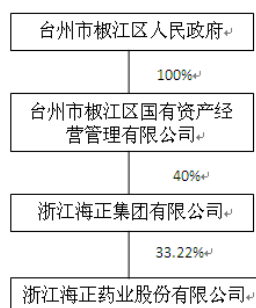 台州市椒江区人民政府
100%
台州市椒江区国有资产经
营管理有限公司
40%
浙江海正集团有限公司
33.22%
浙江海正药业股份有限公司